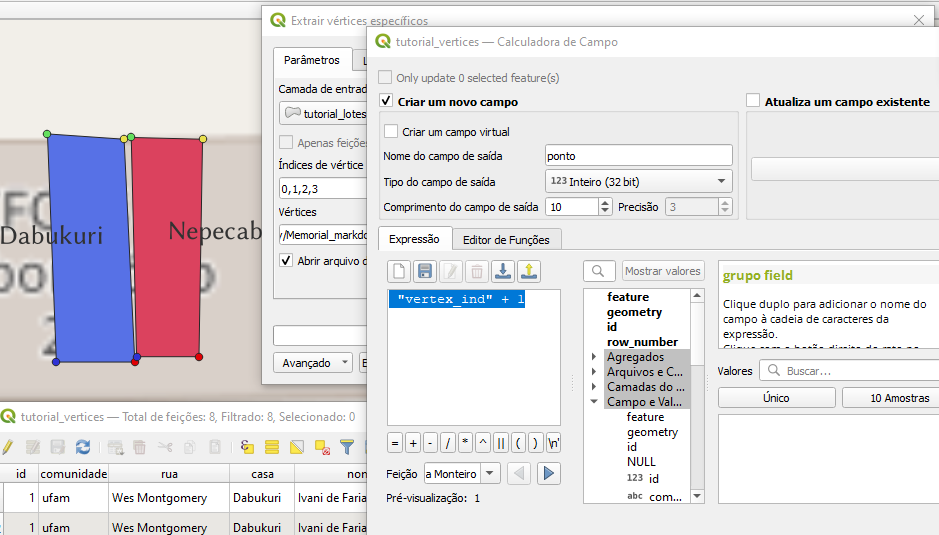 Extrair vértices específicos
Parâmetros
L
Camada de entrad
tutorial_lotes
Apenas feições
Índices de vértice
0,1,2,3
Vértices
//Memorial_markdo
Abrir arquivo d
Avançado
E
Dabukuri
Nepecab
tutorial_vertices — Calculadora de Campo
Only update 0 selected feature(s)
Criar um novo campo
Atualiza um campo existente
Criar um campo virtual
Nome do campo de saída
ponto
Tipo do campo de saída
123 Inteiro (32 bit)
Comprimento do campo de saída
10
Precisão
3
Expressão
Editor de Funções
"vertex_ind" + 1
= + - / * ^ || ( ) '\n'
Feição
a Monteiro
Pré-visualização: 1
Mostrar valores
feature
geometry
id
row_number
Agregados
Arquivos e C...
Camadas do ...
Campo e Val...
feature
geometry
id
NULL
123 id
abc com...
grupo field
Clique duplo para adicionar o nome do
campo à cadeia de caracteres da
expressão.
Valores
Buscar...
Único
10 Amostras
tutorial_vertices — Total de feições: 8, Filtrado: 8, Selecionado: 0
id comunidade rua casa nor
1 ufam Wes Montgomery Dabukuri Ivani de Faria
1 ufam Wes Montgomery Dabukuri Ivani de Faria